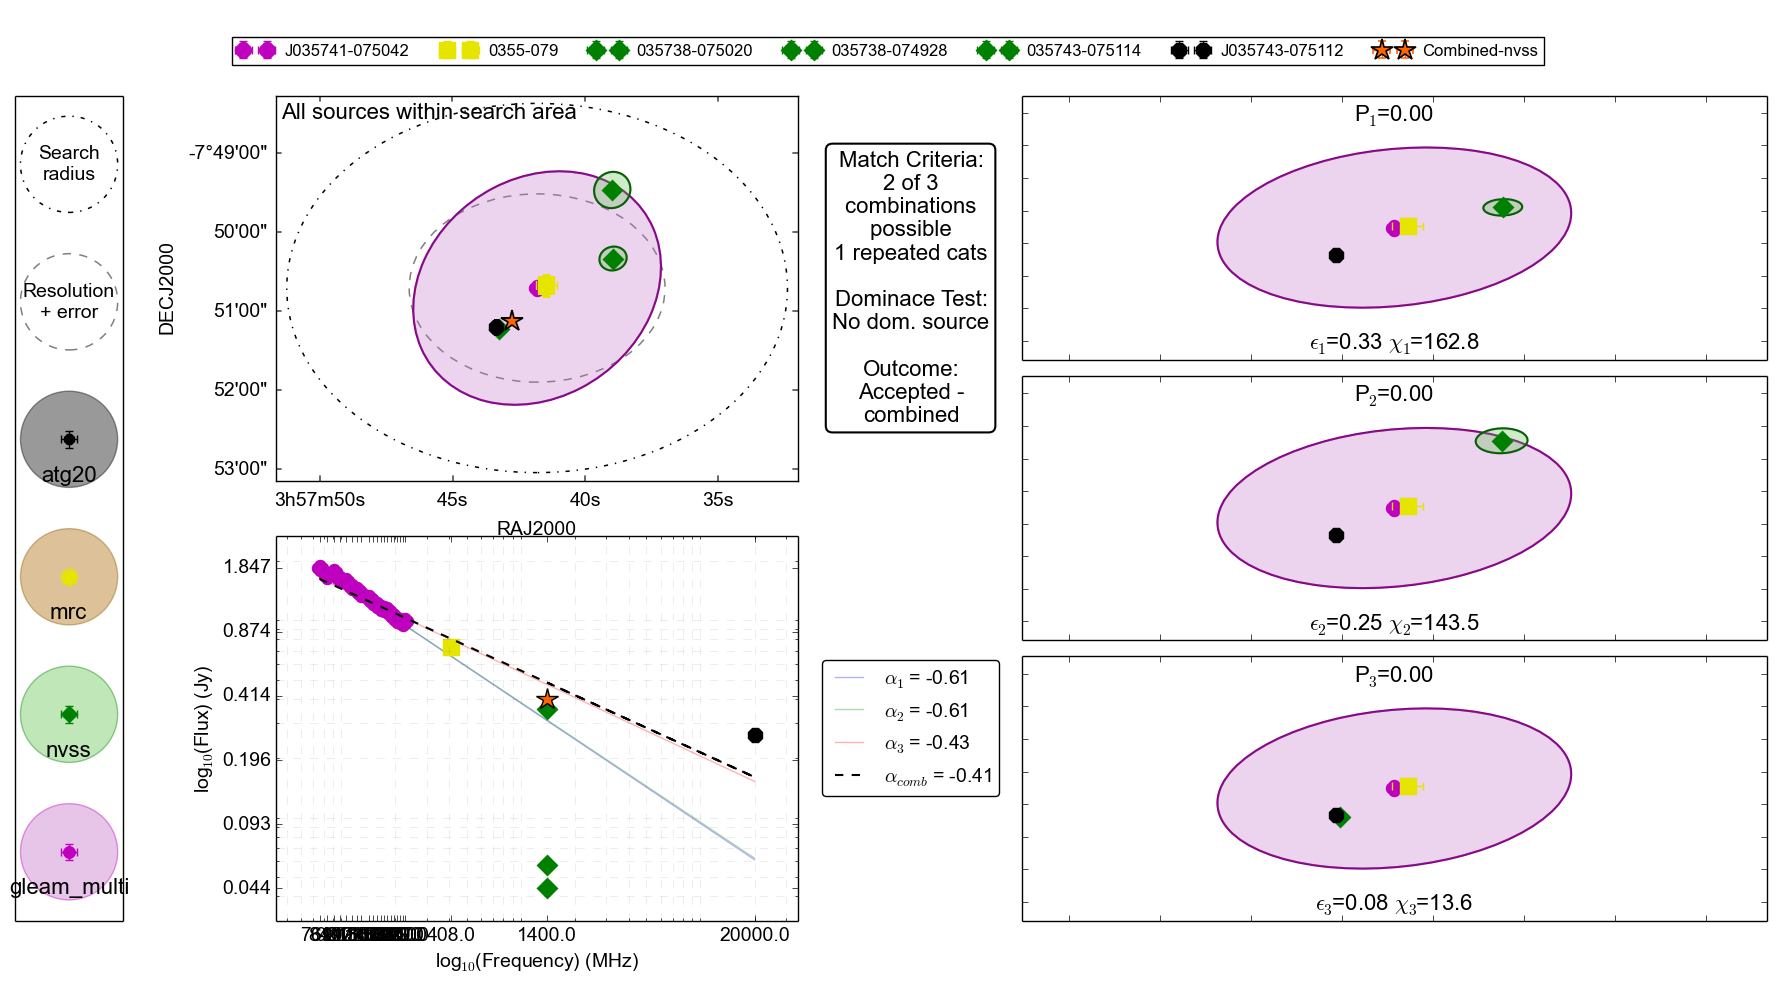 J035741-075042 0355-079 035738-075020 035738-074928 035743-075114 J035743-075112 Combined-nvss
Search
radius
Resolution
+ error
atg20
mrc
nvss
gleam_multi
All sources within search area
DECJ2000
-7°49'00"
50'00"
51'00"
52'00"
53'00"
3h57m50s 45s 40s 35s
RAJ2000
Match Criteria:
2 of 3
combinations
possible
1 repeated cats
Dominace Test:
No dom. source
Outcome:
Accepted -
combined
P1=0.00
ϵ1=0.33 χ1=162.8
P2=0.00
ϵ2=0.25 χ2=143.5
P3=0.00
ϵ3=0.08 χ3=13.6
log10(Flux) (Jy)
1.847
0.874
0.414
0.196
0.093
0.044
1400.0 20000.0
log10(Frequency) (MHz)
α1 = -0.61
α2 = -0.61
α3 = -0.43
αcomb = -0.41